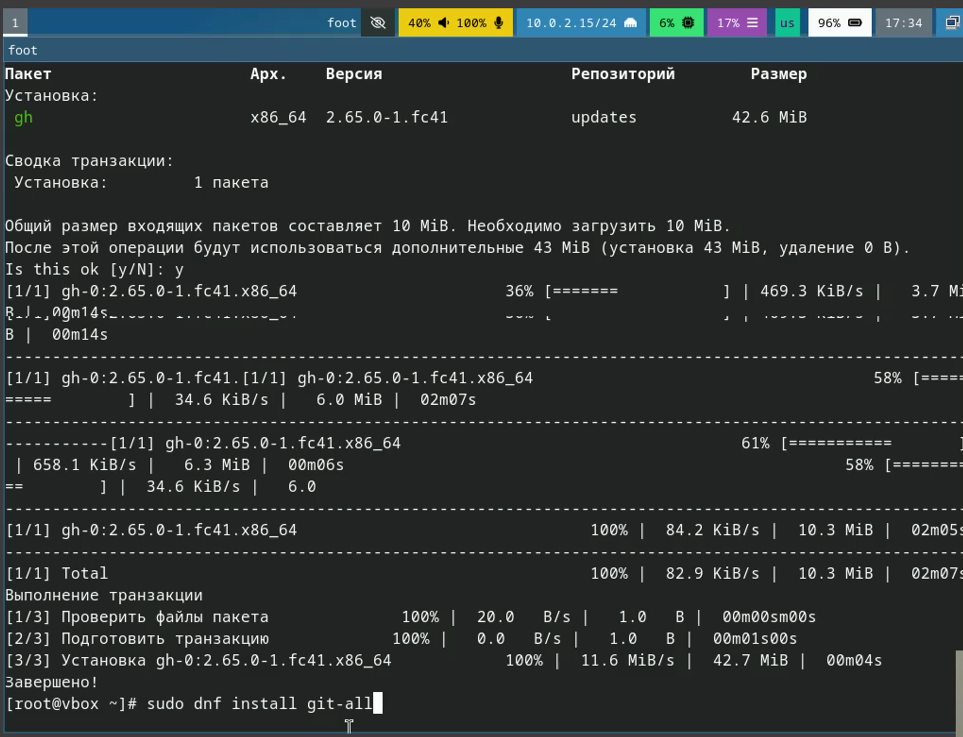 1 foot 40% 100% 10.0.2.15/24 6% 17% us 96% 17:34
foot
Пакет Арх. Версия Репозиторий Размер
Установка:
gh x86_64 2.65.0-1.fc41 updates 42.6 MiB
Сводка транзакции:
Установка: 1 пакета
Общий размер входящих пакетов составляет 10 MiB. Необходимо загрузить 10 MiB.
После этой операции будут использоваться дополнительные 43 MiB (установка 43 MiB, удаление 0 B).
Is this ok [y/N]: y
[1/1] gh-0:2.65.0-1.fc41.x86_64 36% [======= ] | 469.3 KiB/s | 3.7 Mi
B | 00m14s
B | 00m14s
--------------------------------------------------------------------------------
[1/1] gh-0:2.65.0-1.fc41.[1/1] gh-0:2.65.0-1.fc41.x86_64 58% [=====
===== ] | 34.6 KiB/s | 6.0 MiB | 02m07s
--------------------------------------------------------------------------------
-----------[1/1] gh-0:2.65.0-1.fc41.x86_64 61% [=========== ]
| 658.1 KiB/s | 6.3 MiB | 00m06s 58% [========
== ] | 34.6 KiB/s | 6.0
--------------------------------------------------------------------------------
[1/1] gh-0:2.65.0-1.fc41.x86_64 100% | 84.2 KiB/s | 10.3 MiB | 02m05s
--------------------------------------------------------------------------------
[1/1] Total 100% | 82.9 KiB/s | 10.3 MiB | 02m07s
Выполнение транзакции
[1/3] Проверить файлы пакета 100% | 20.0 B/s | 1.0 B | 00m00sm00s
[2/3] Подготовить транзакцию 100% | 0.0 B/s | 1.0 B | 00m01s00s
[3/3] Установка gh-0:2.65.0-1.fc41.x86_64 100% | 11.6 MiB/s | 42.7 MiB | 00m04s
Завершено!
[root@vbox ~]# sudo dnf install git-all